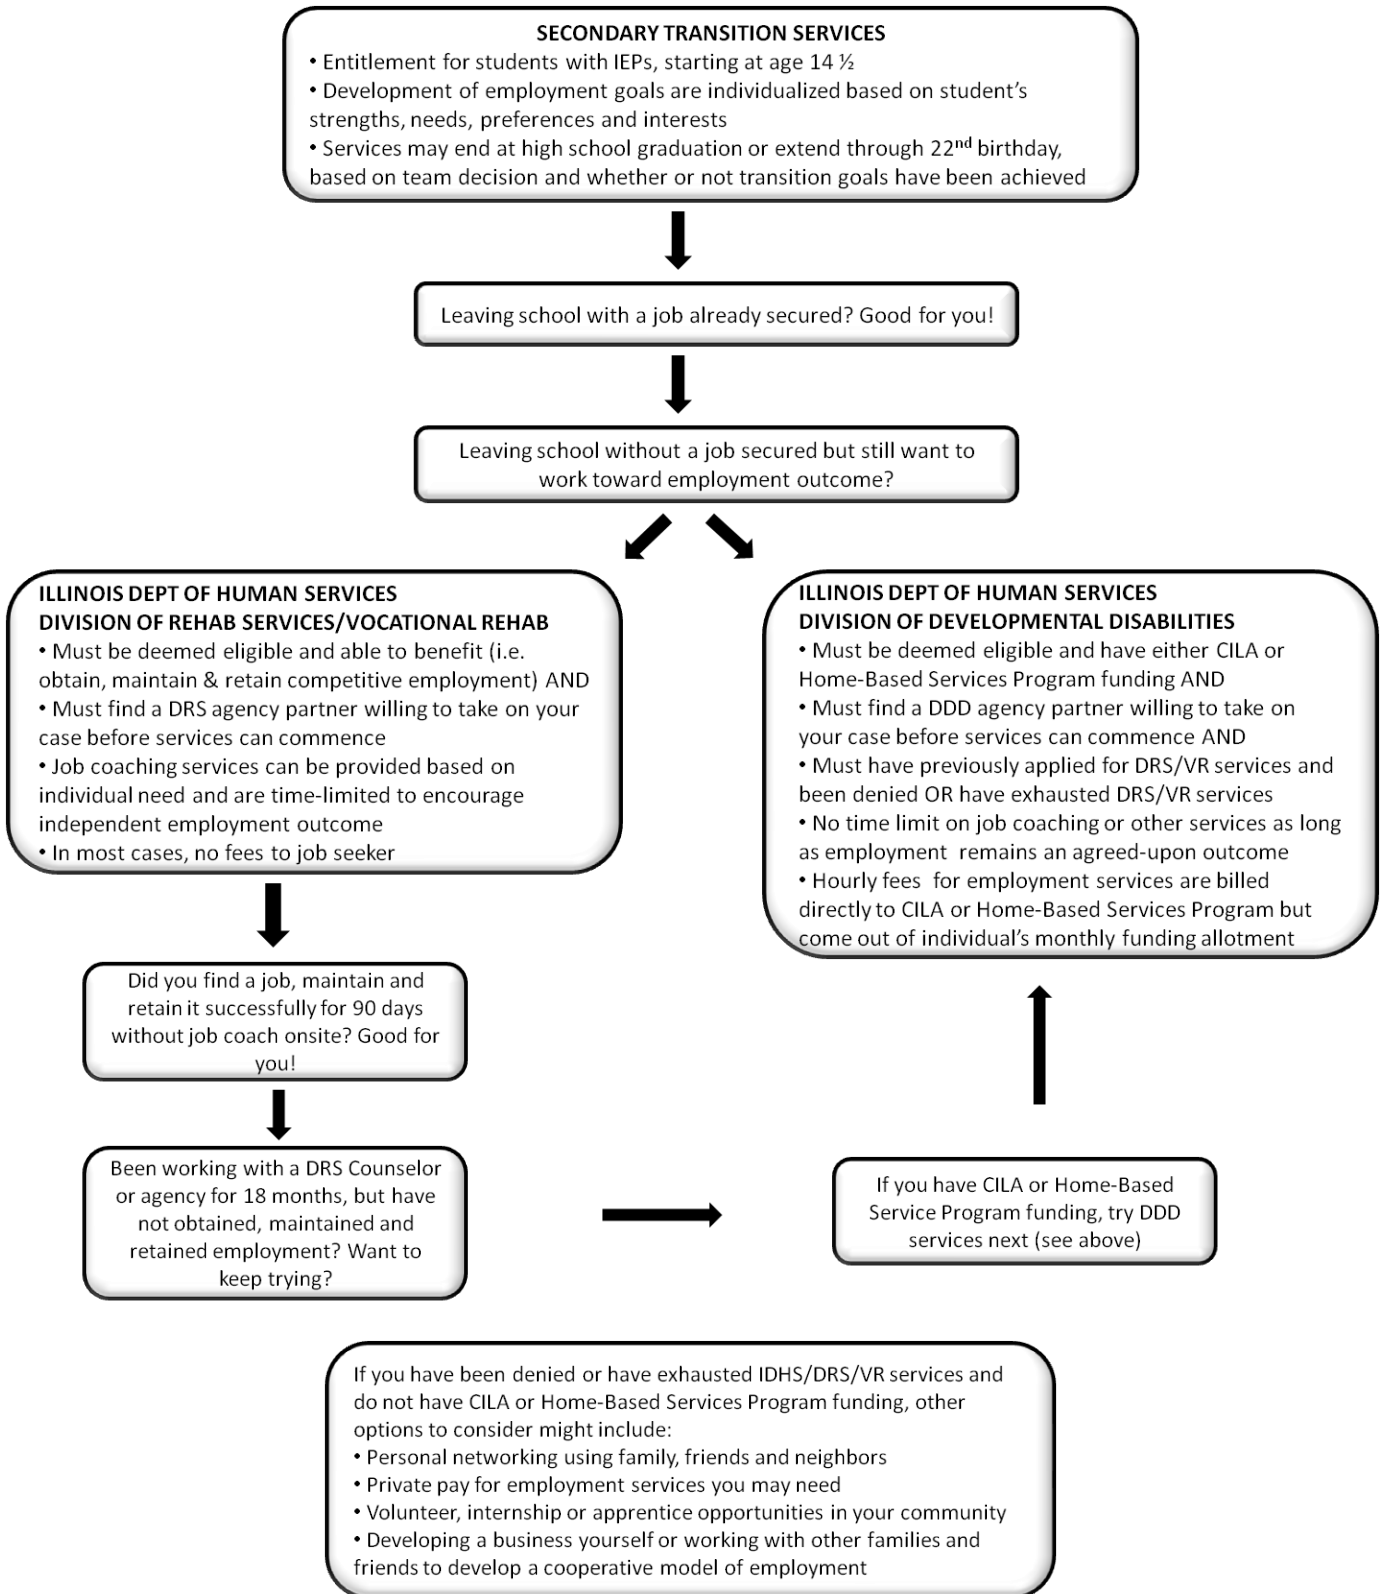 SECONDARY TRANSITION SERVICES
• Entitlement for students with IEPs, starting at age 14 ½
• Development of employment goals are individualized based on student's
strengths, needs, preferences and interests
• Services may end at high school graduation or extend through 22nd birthday,
based on team decision and whether or not transition goals have been achieved
Leaving school with a job already secured? Good for you!
Leaving school without a job secured but still want to
work toward employment outcome?
ILLINOIS DEPT OF HUMAN SERVICES
DIVISION OF REHAB SERVICES/VOCATIONAL REHAB
• Must be deemed eligible and able to benefit (i.e.
obtain, maintain & retain competitive employment) AND
• Must find a DRS agency partner willing to take on your
case before services can commence
• Job coaching services can be provided based on
individual need and are time-limited to encourage
independent employment outcome
• In most cases, no fees to job seeker
ILLINOIS DEPT OF HUMAN SERVICES
DIVISION OF DEVELOPMENTAL DISABILITIES
• Must be deemed eligible and have either CILA or
Home-Based Services Program funding AND
• Must find a DDD agency partner willing to take on
your case before services can commence AND
• Must have previously applied for DRS/VR services and
been denied OR have exhausted DRS/VR services
• No time limit on job coaching or other services as long
as employment remains an agreed-upon outcome
• Hourly fees for employment services are billed
directly to CILA or Home-Based Services Program but
come out of individual's monthly funding allotment
Did you find a job, maintain and
retain it successfully for 90 days
without job coach onsite? Good for
you!
Been working with a DRS Counselor
or agency for 18 months, but have
not obtained, maintained and
retained employment? Want to
keep trying?
If you have CILA or Home-Based
Service Program funding, try DDD
services next (see above)
If you have been denied or have exhausted IDHS/DRS/VR services and
do not have CILA or Home-Based Services Program funding, other
options to consider might include:
• Personal networking using family, friends and neighbors
• Private pay for employment services you may need
• Volunteer, internship or apprentice opportunities in your community
• Developing a business yourself or working with other families and
friends to develop a cooperative model of employment